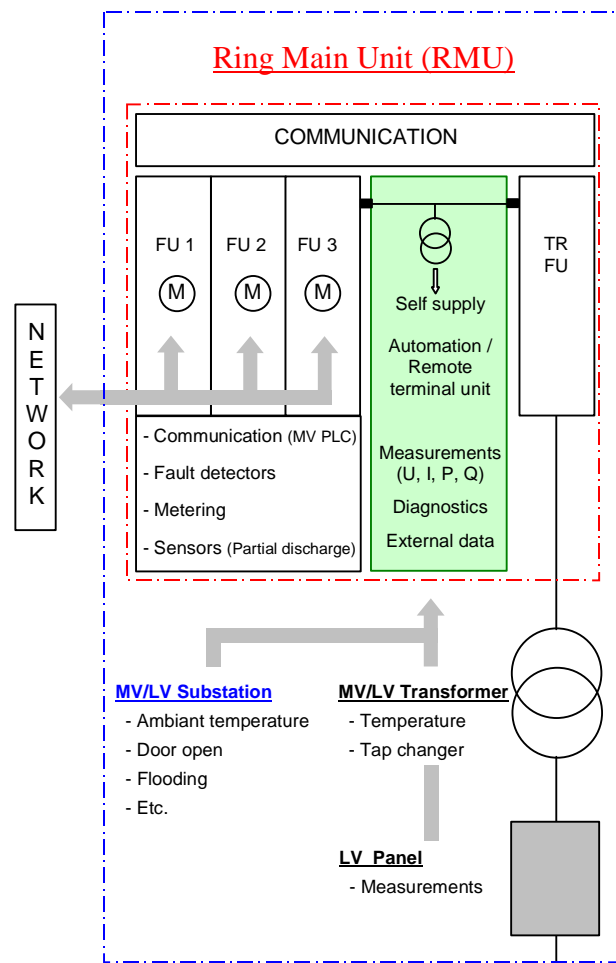 Ring Main Unit (RMU)
COMMUNICATION
FU 1
FU 2
FU 3
M
M
M
TR
FU
Self supply
Automation /
Remote
terminal unit
Measurements
(U, I, P, Q)
Diagnostics
External data
NETWORK
- Communication (MV PLC)
- Fault detectors
- Metering
- Sensors (Partial discharge)
MV/LV Substation
- Ambiant temperature
- Door open
- Flooding
- Etc.
MV/LV Transformer
- Temperature
- Tap changer
LV Panel
- Measurements